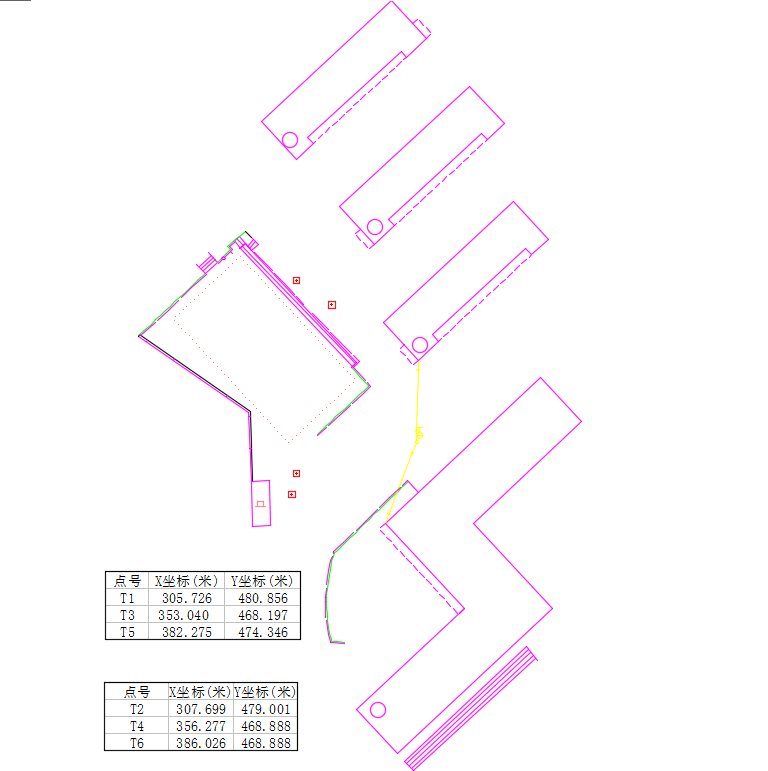 点号 X坐标(米) Y坐标(米)
T1 305.726 480.856
T3 353.040 468.197
T5 382.275 474.346
点号 X坐标(米) Y坐标(米)
T2 307.699 479.001
T4 356.277 468.888
T6 386.026 468.888